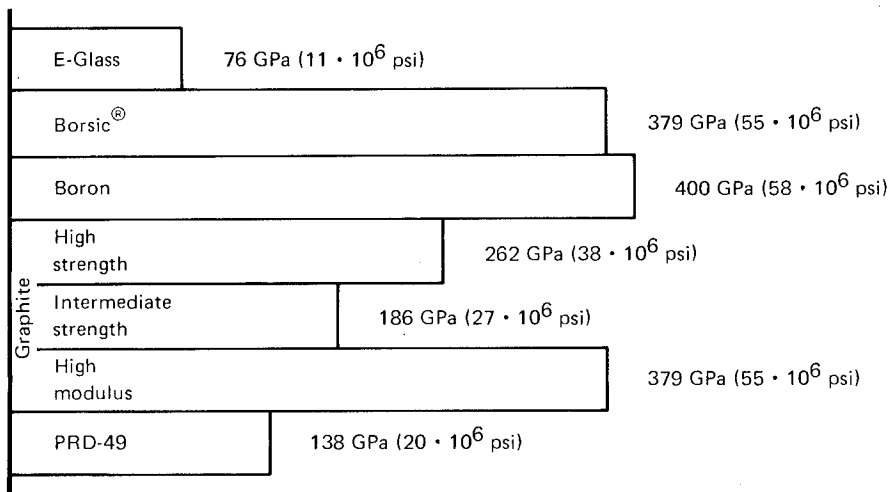 E-Glass 76 GPa (11 · 10⁶ psi)
Borsic® 379 GPa (55 · 10⁶ psi)
Boron 400 GPa (58 · 10⁶ psi)
Graphite
High
strength
262 GPa (38 · 10⁶ psi)
Intermediate
strength
186 GPa (27 · 10⁶ psi)
High
modulus
379 GPa (55 · 10⁶ psi)
PRD-49 138 GPa (20 · 10⁶ psi)